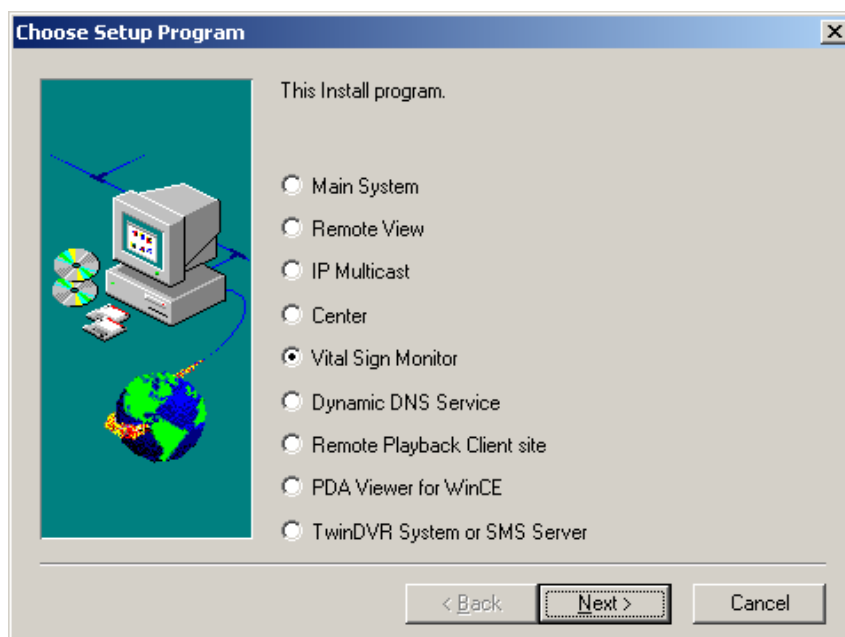 Choose Setup Program
This Install program.
Main System
Remote View
IP Multicast
Center
Vital Sign Monitor
Dynamic DNS Service
Remote Playback Client site
PDA Viewer for WinCE
TwinDVR System or SMS Server
< Back Next > Cancel